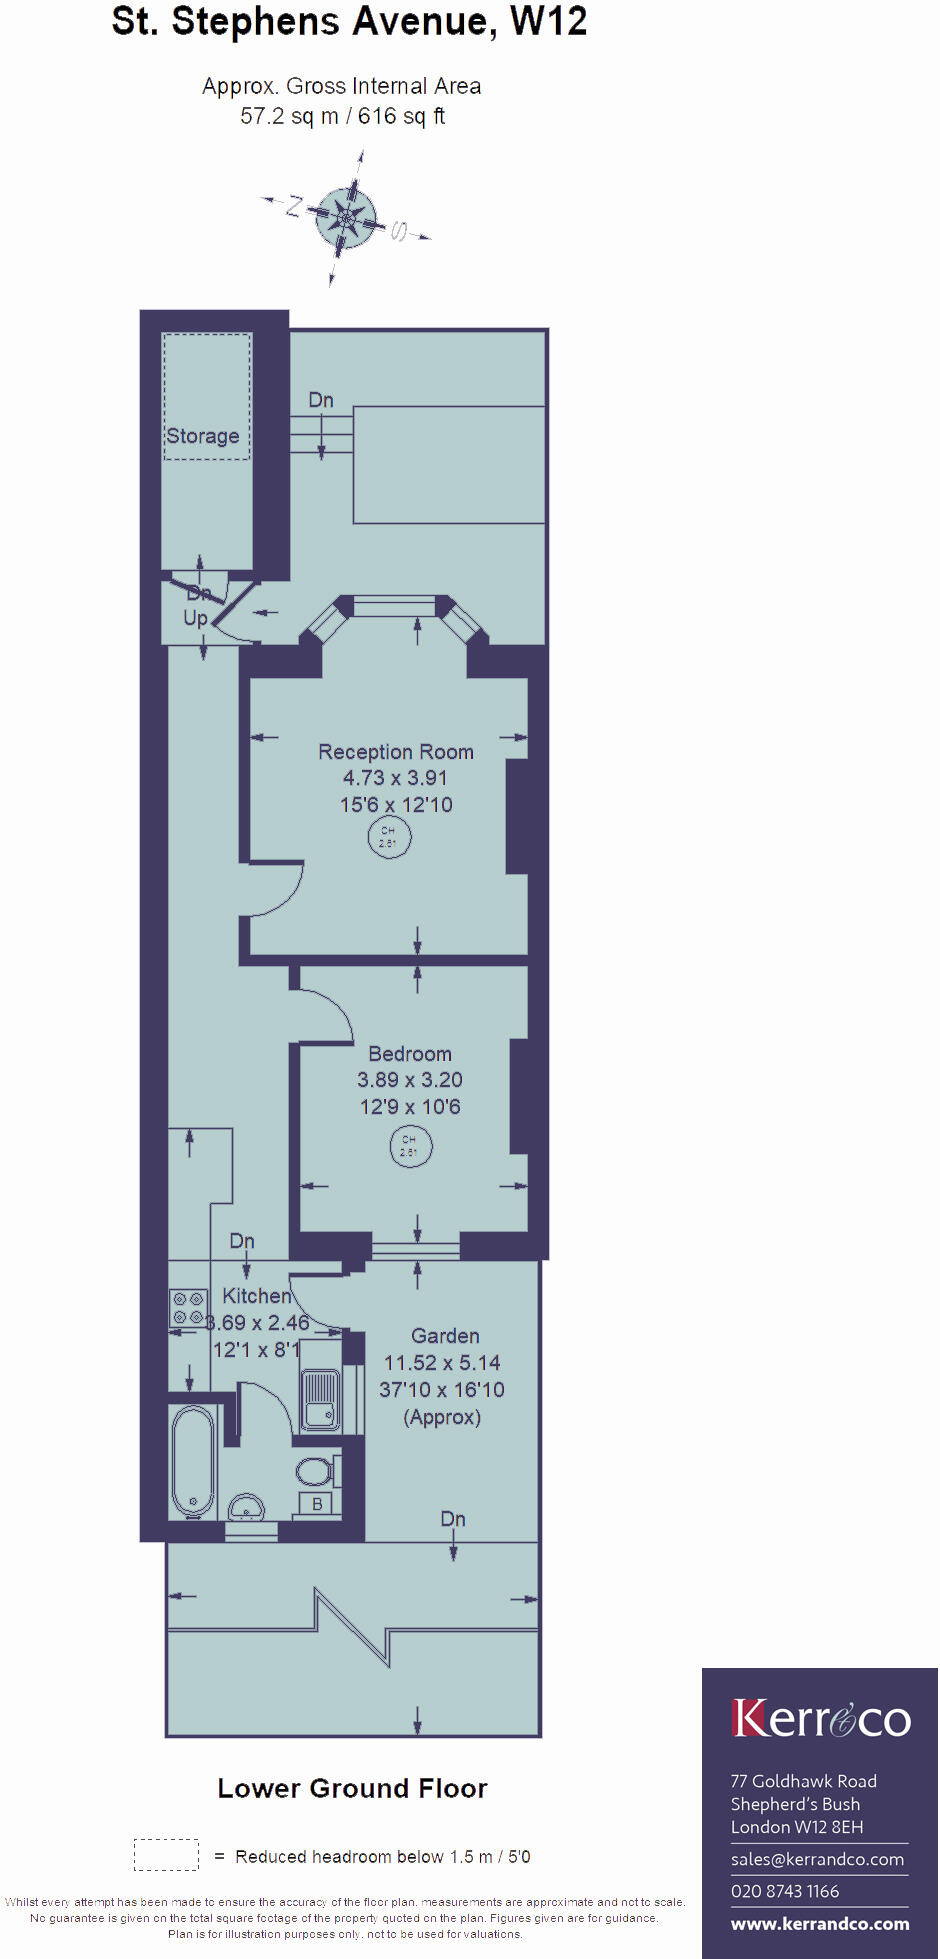 St. Stephens Avenue, W12
Approx. Gross Internal Area
57.2 sq m / 616 sq ft
N
S
Dn
Storage
Dn
Up
Reception Room
4.73 x 3.91
15'6 x 12'10
CH
2.61
Bedroom
3.89 x 3.20
12'9 x 10'6
CH
2.61
Dn
Kitchen
3.69 x 2.46
12'1 x 8'1
Garden
11.52 x 5.14
37'10 x 16'10
(Approx)
B
Dn
Lower Ground Floor
= Reduced headroom below 1.5 m / 5'0
Whilst every attempt has been made to ensure the accuracy of the floor plan, measurements are approximate and not to scale.
No guarantee is given on the total square footage of the property quoted on the plan. Figures given are for guidance.
Plan is for illustration purposes only, not to be used for valuations.
Kerr&co
77 Goldhawk Road
Shepherd's Bush
London W12 8EH
sales@kerrandco.com
020 8743 1166
www.kerrandco.com